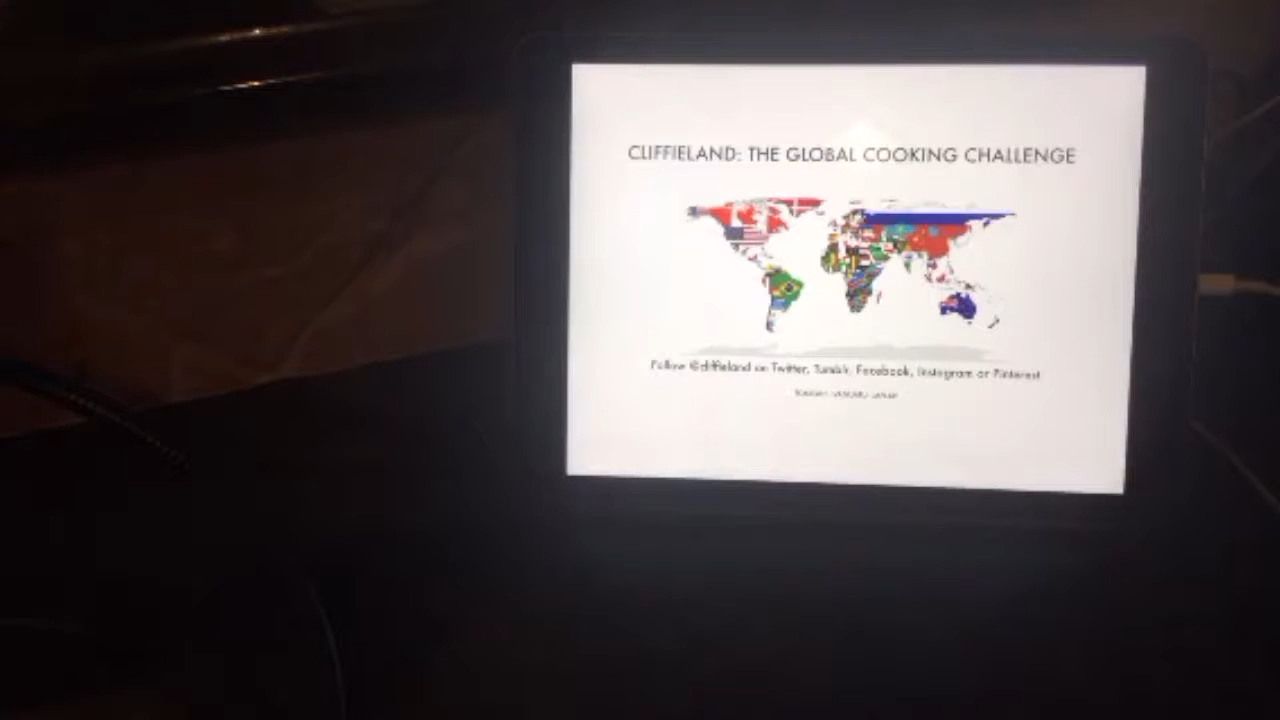 CLIFFIELAND: THE GLOBAL COOKING CHALLENGE
Follow @cliffieland on Twitter, Tumblr, Facebook, Instagram or Pinterest